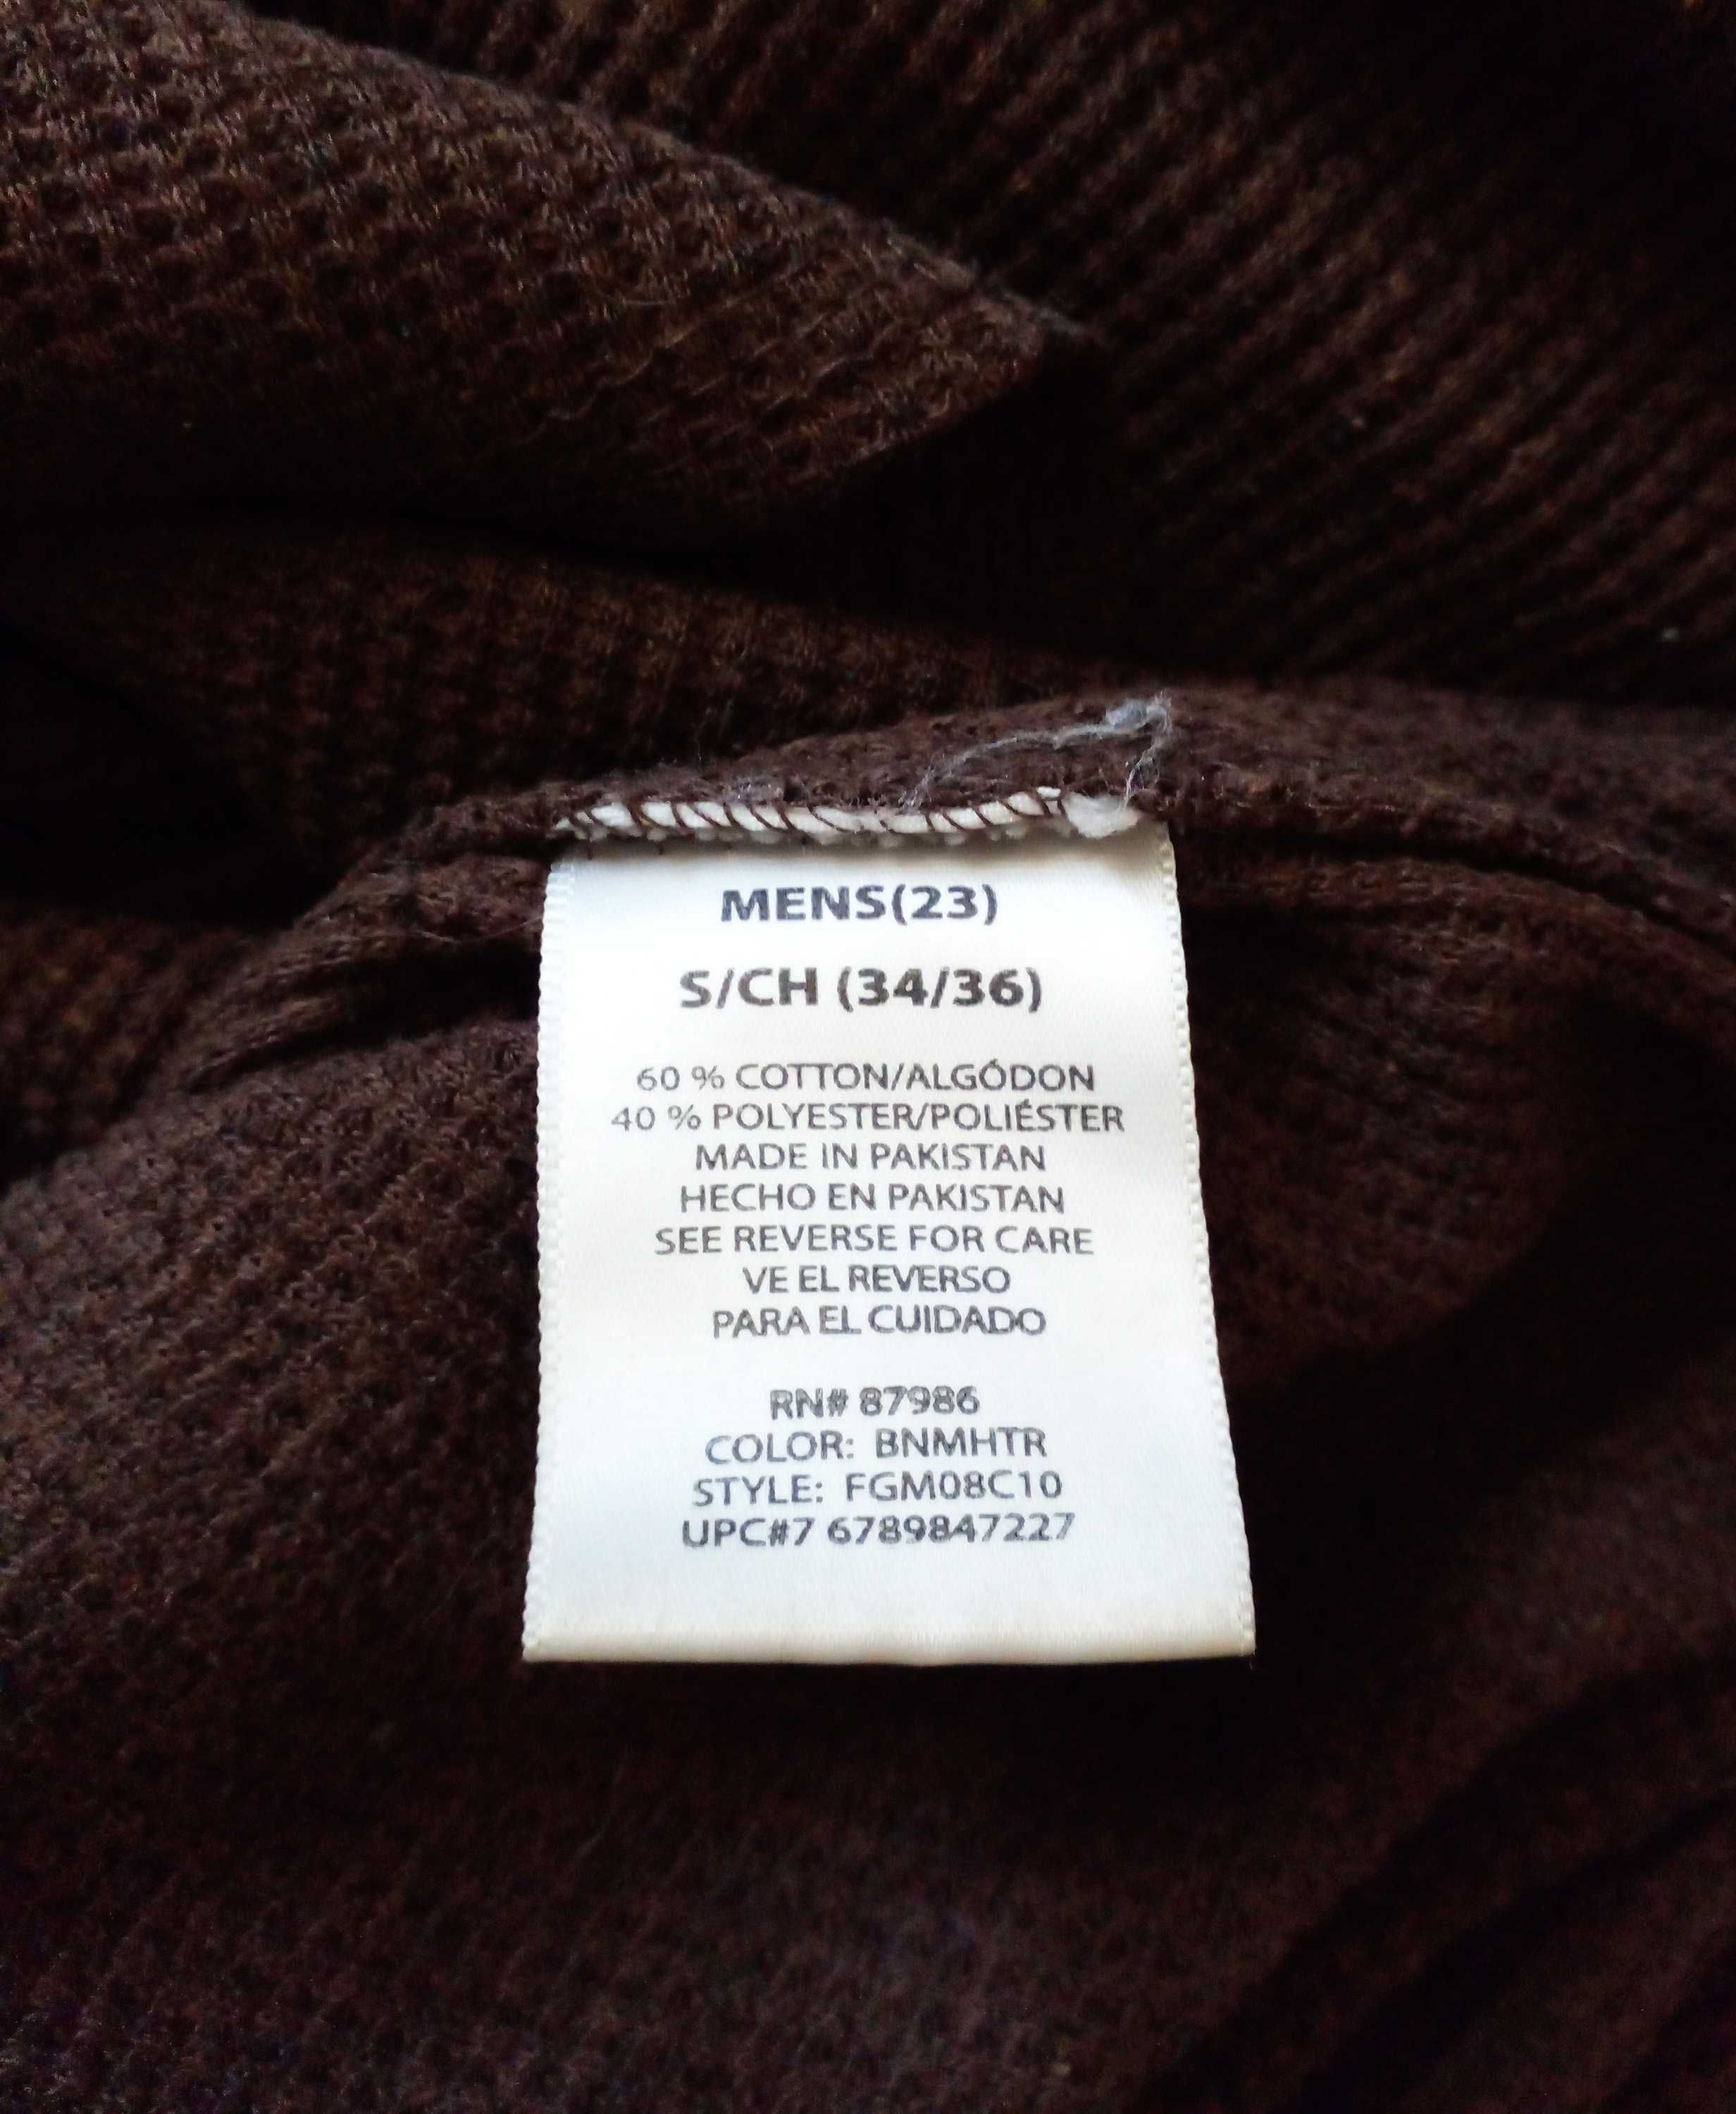 MENS(23)
S/CH (34/36)
60 % COTTON/ALGÓDON
40 % POLYESTER/POLIÉSTER
MADE IN PAKISTAN
HECHO EN PAKISTAN
SEE REVERSE FOR CARE
VE EL REVERSO
PARA EL CUIDADO
RN# 87986
COLOR: BNMHTR
STYLE: FGM08C10
UPC#7 6789847227